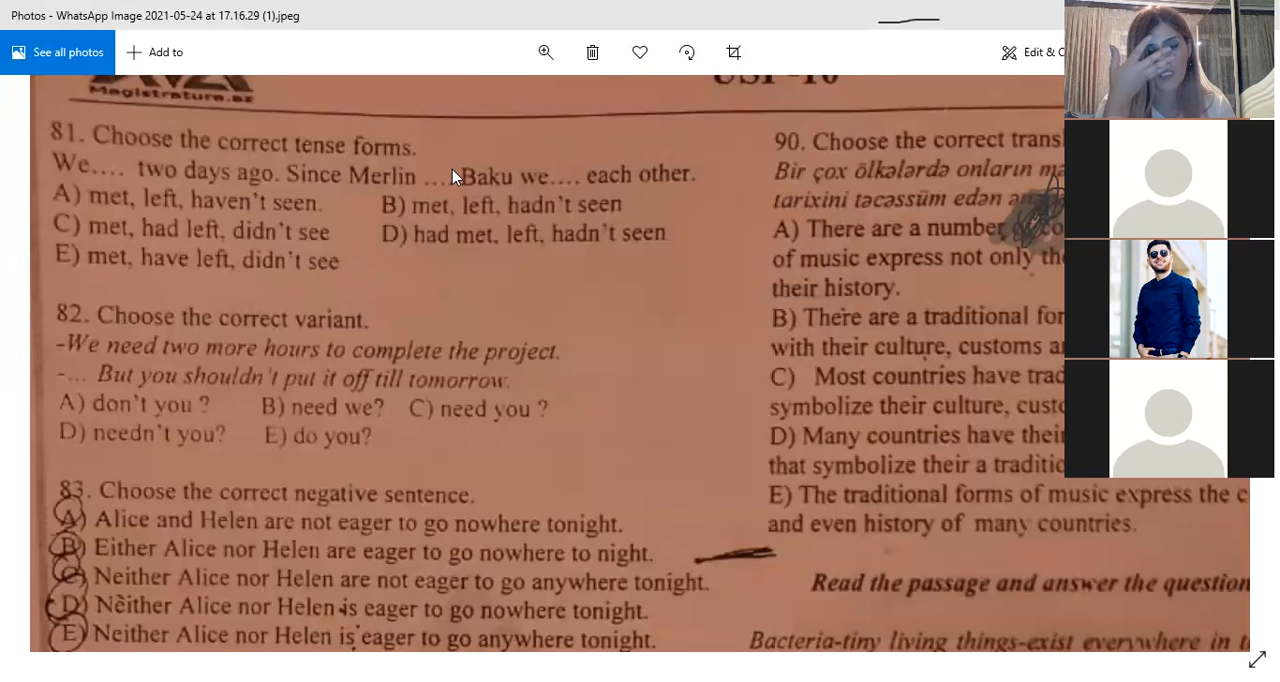 Photos - WhatsApp Image 2021-05-24 at 17.16.29 (1).jpeg
See all photos
Add to
Edit & C
Magistrature.az
81. Choose the correct tense forms.
We.... two days ago. Since Merlin .... Baku we.... each other.
A) met, left, haven't seen.
B) met, left, hadn't seen
C) met, had left, didn't see
D) had met, left, hadn't seen
E) met, have left, didn't see
82. Choose the correct variant.
-We need two more hours to complete the project.
-... But you shouldn't put it off till tomorrow.
A) don't you ?
B) need we?
C) need you ?
D) needn't you?
E) do you?
83. Choose the correct negative sentence.
A) Alice and Helen are not eager to go nowhere tonight.
B) Either Alice nor Helen are eager to go nowhere to night.
C) Neither Alice nor Helen are not eager to go anywhere tonight.
D) Neither Alice nor Helen is eager to go nowhere tonight.
E) Neither Alice nor Helen is eager to go anywhere tonight.
90. Choose the correct transl
Bir çox ölkələrdə onların mə
tarixini təcəssüm edən
A) There are a number
of music express not only the
their history.
B) There are a traditional for
with their culture, customs a
C) Most countries have trad
symbolize their culture, custo
D) Many countries have thei
that symbolize their a traditio
E) The traditional forms of music express the c
and even history of many countries.
Read the passage and answer the question
Bacteria-tiny living things-exist everywhere in t